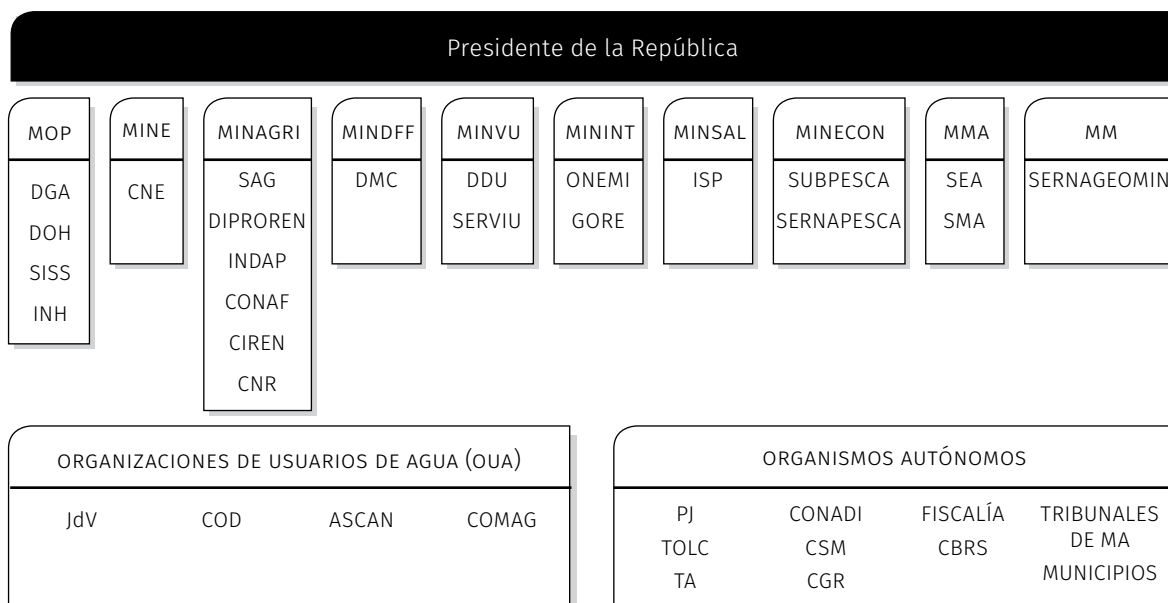 Presidente de la República
MOP
DGA
DOH
SISS
INH
MINE
CNE
MINAGRI
SAG
DIPROREN
INDAP
CONAF
CIREN
CNR
MINDFF
DMC
MINVU
DDU
SERVIU
MININT
ONEMI
GORE
MINSAL
ISP
MINECON
SUBPESCA
SERNAPESCA
MMA
SEA
SMA
MM
SERNAGEOMIN
ORGANIZACIONES DE USUARIOS DE AGUA (OUA)
JdV COD ASCAN COMAG
ORGANISMOS AUTÓNOMOS
PJ
TOLC
TA
CONADI
CSM
CGR
FISCALÍA
CBRS
TRIBUNALES
DE MA
MUNICIPIOS